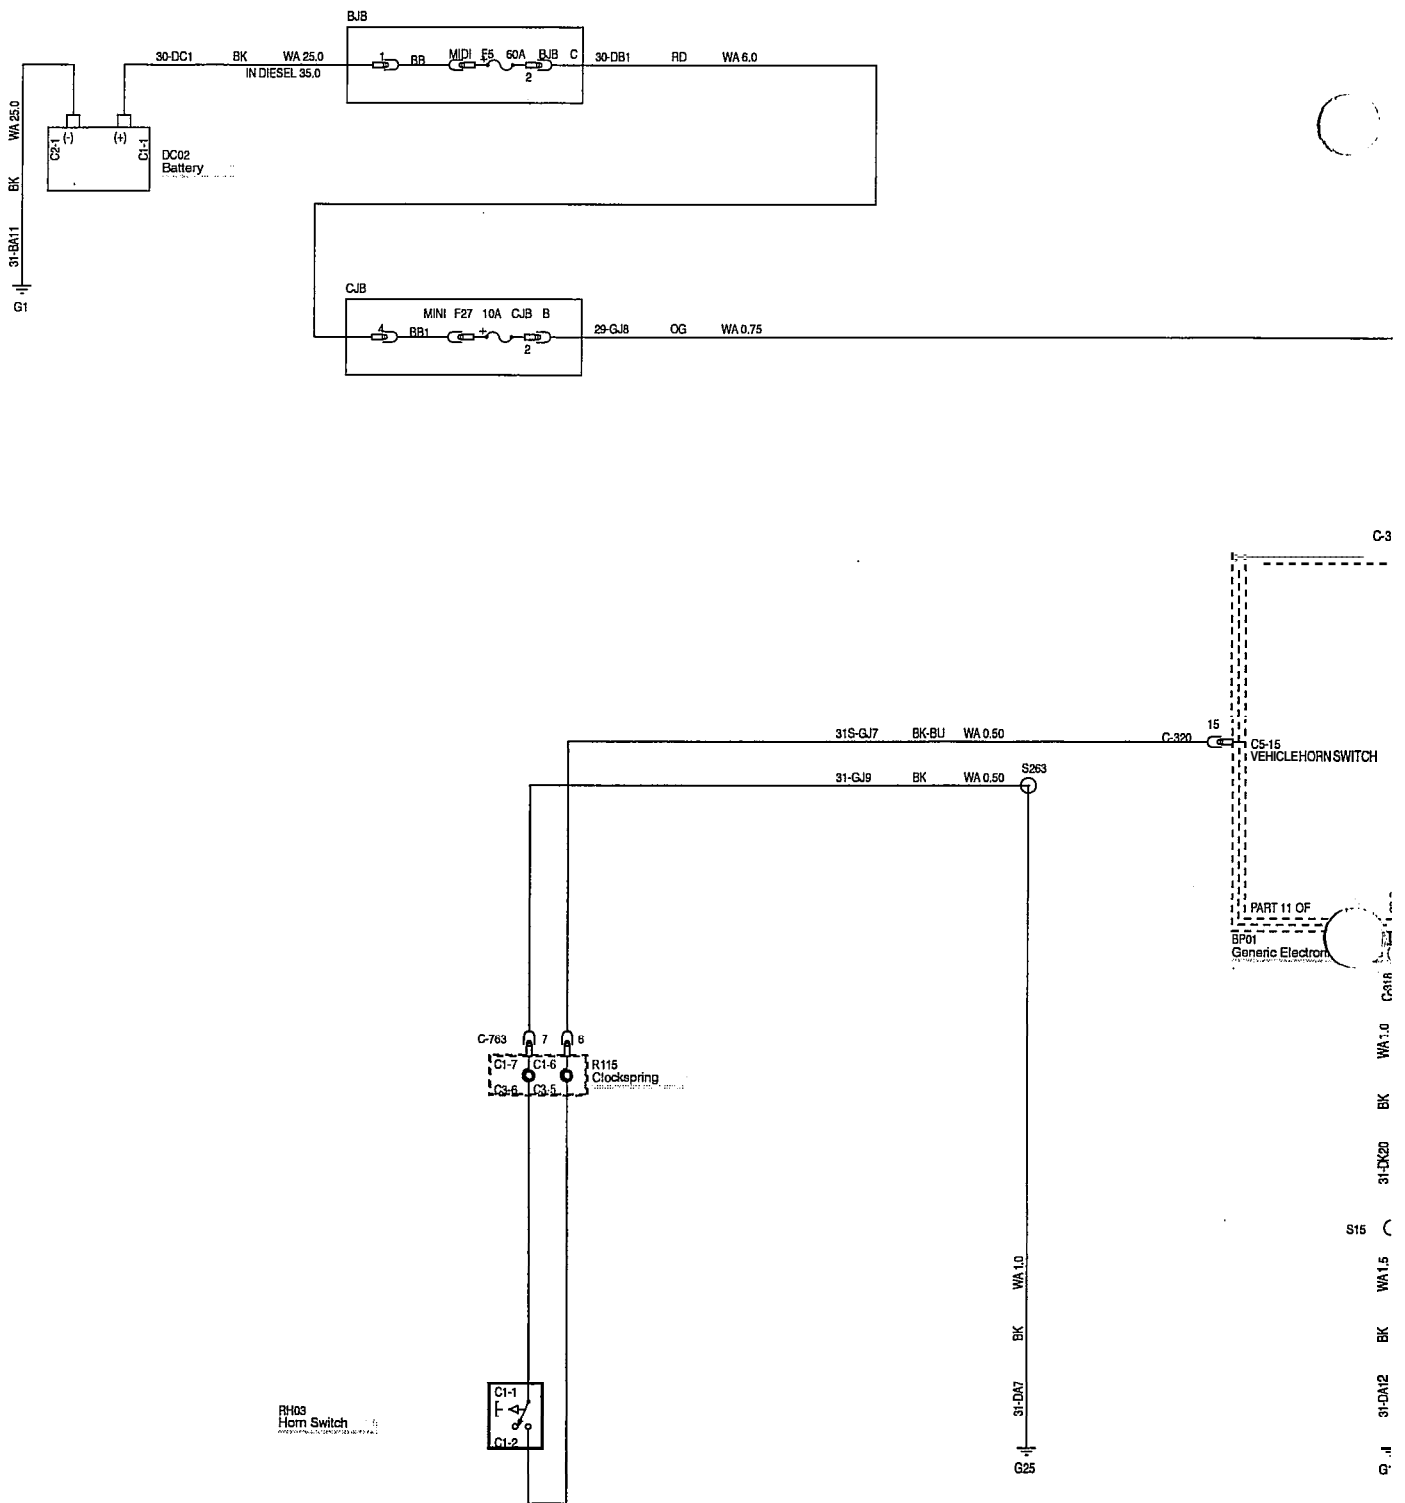 BJB
30-DC1 BK WA 25.0
IN DIESEL 35.0
1 BB MIDI F5 60A BJB C
2
30-DB1 RD WA 6.0
WA 25.0
BK
31-BA11
G1
(-) (+)
C2-1 C1-1
DC02
Battery
CJB
MINI F27 10A CJB B
4 BB1
2
29-GJ8 OG WA 0.75
C-3
31S-GJ7 BK-BU WA 0.50
C-320
15
C5-15
VEHICLE HORN SWITCH
31-GJ9 BK WA 0.50
S263
PART 11 OF
BP01
Generic Electron
C-318
WA 1.0
BK
31-DK20
S15
WA 1.5
BK
31-DA12
G
C-763 7 6
C1-7 C1-6
C3-6 C3-5
R115
Clockspring
WA 1.0
BK
31-DA7
G25
RH03
Horn Switch
C1-1
C1-2